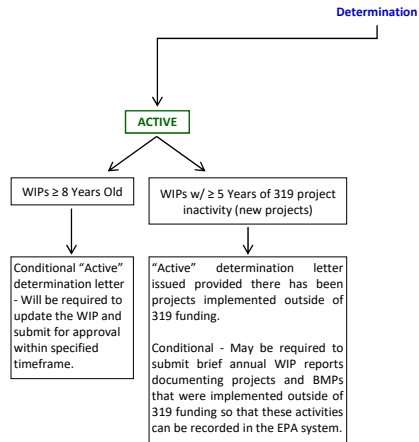 Determination
ACTIVE
WIPs ≥ 8 Years Old
WIPs w/ ≥ 5 Years of 319 project
inactivity (new projects)
Conditional “Active”
determination letter
- Will be required to
update the WIP and
submit for approval
within specified
timeframe.
“Active” determination letter
issued provided there has been
projects implemented outside of
319 funding.
Conditional - May be required to
submit brief annual WIP reports
documenting projects and BMPs
that were implemented outside of
319 funding so that these activities
can be recorded in the EPA system.